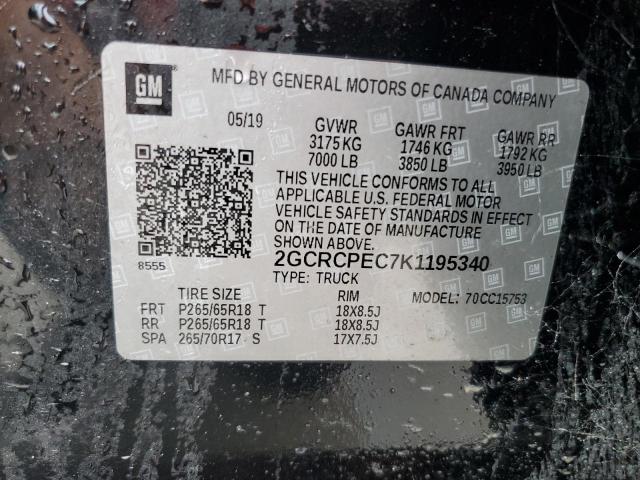 GM
MFD BY GENERAL MOTORS OF CANADA COMPANY
05/19 GVWR GAWR FRT GAWR RR
3175 KG 1746 KG 1792 KG
7000 LB 3850 LB 3950 LB
THIS VEHICLE CONFORMS TO ALL
APPLICABLE U.S. FEDERAL MOTOR
VEHICLE SAFETY STANDARDS IN EFFECT
ON THE DATE OF MANUFACTURE
SHOWN ABOVE.
8555 2GCRCPEC7K1195340
TYPE: TRUCK
TIRE SIZE RIM MODEL: 70CC15753
FRT P265/65R18 T 18X8.5J
RR P265/65R18 T 18X8.5J
SPA 265/70R17 S 17X7.5J